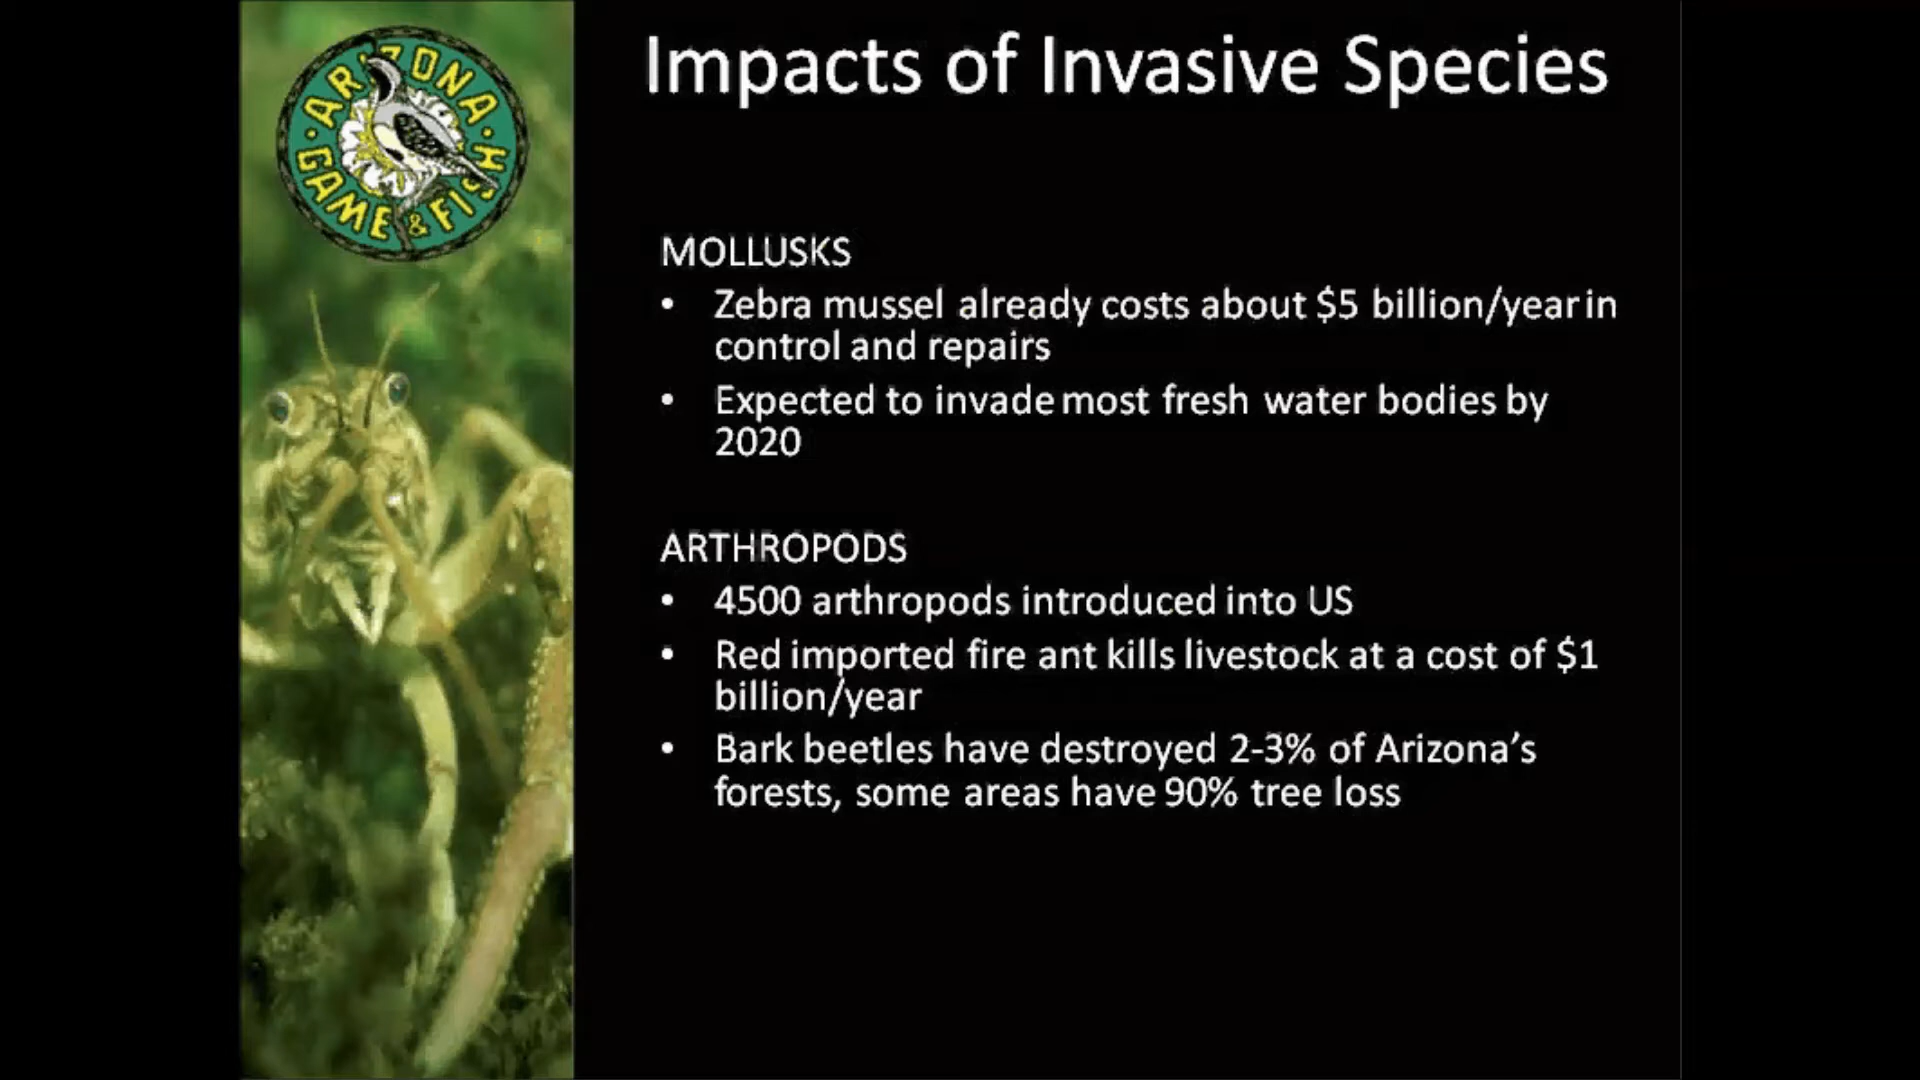 ARIZONA
GAME & FISH
Impacts of Invasive Species
MOLLUSKS
• Zebra mussel already costs about $5 billion/year in
control and repairs
• Expected to invade most fresh water bodies by
2020
ARTHROPODS
• 4500 arthropods introduced into US
• Red imported fire ant kills livestock at a cost of $1
billion/year
• Bark beetles have destroyed 2-3% of Arizona’s
forests, some areas have 90% tree loss